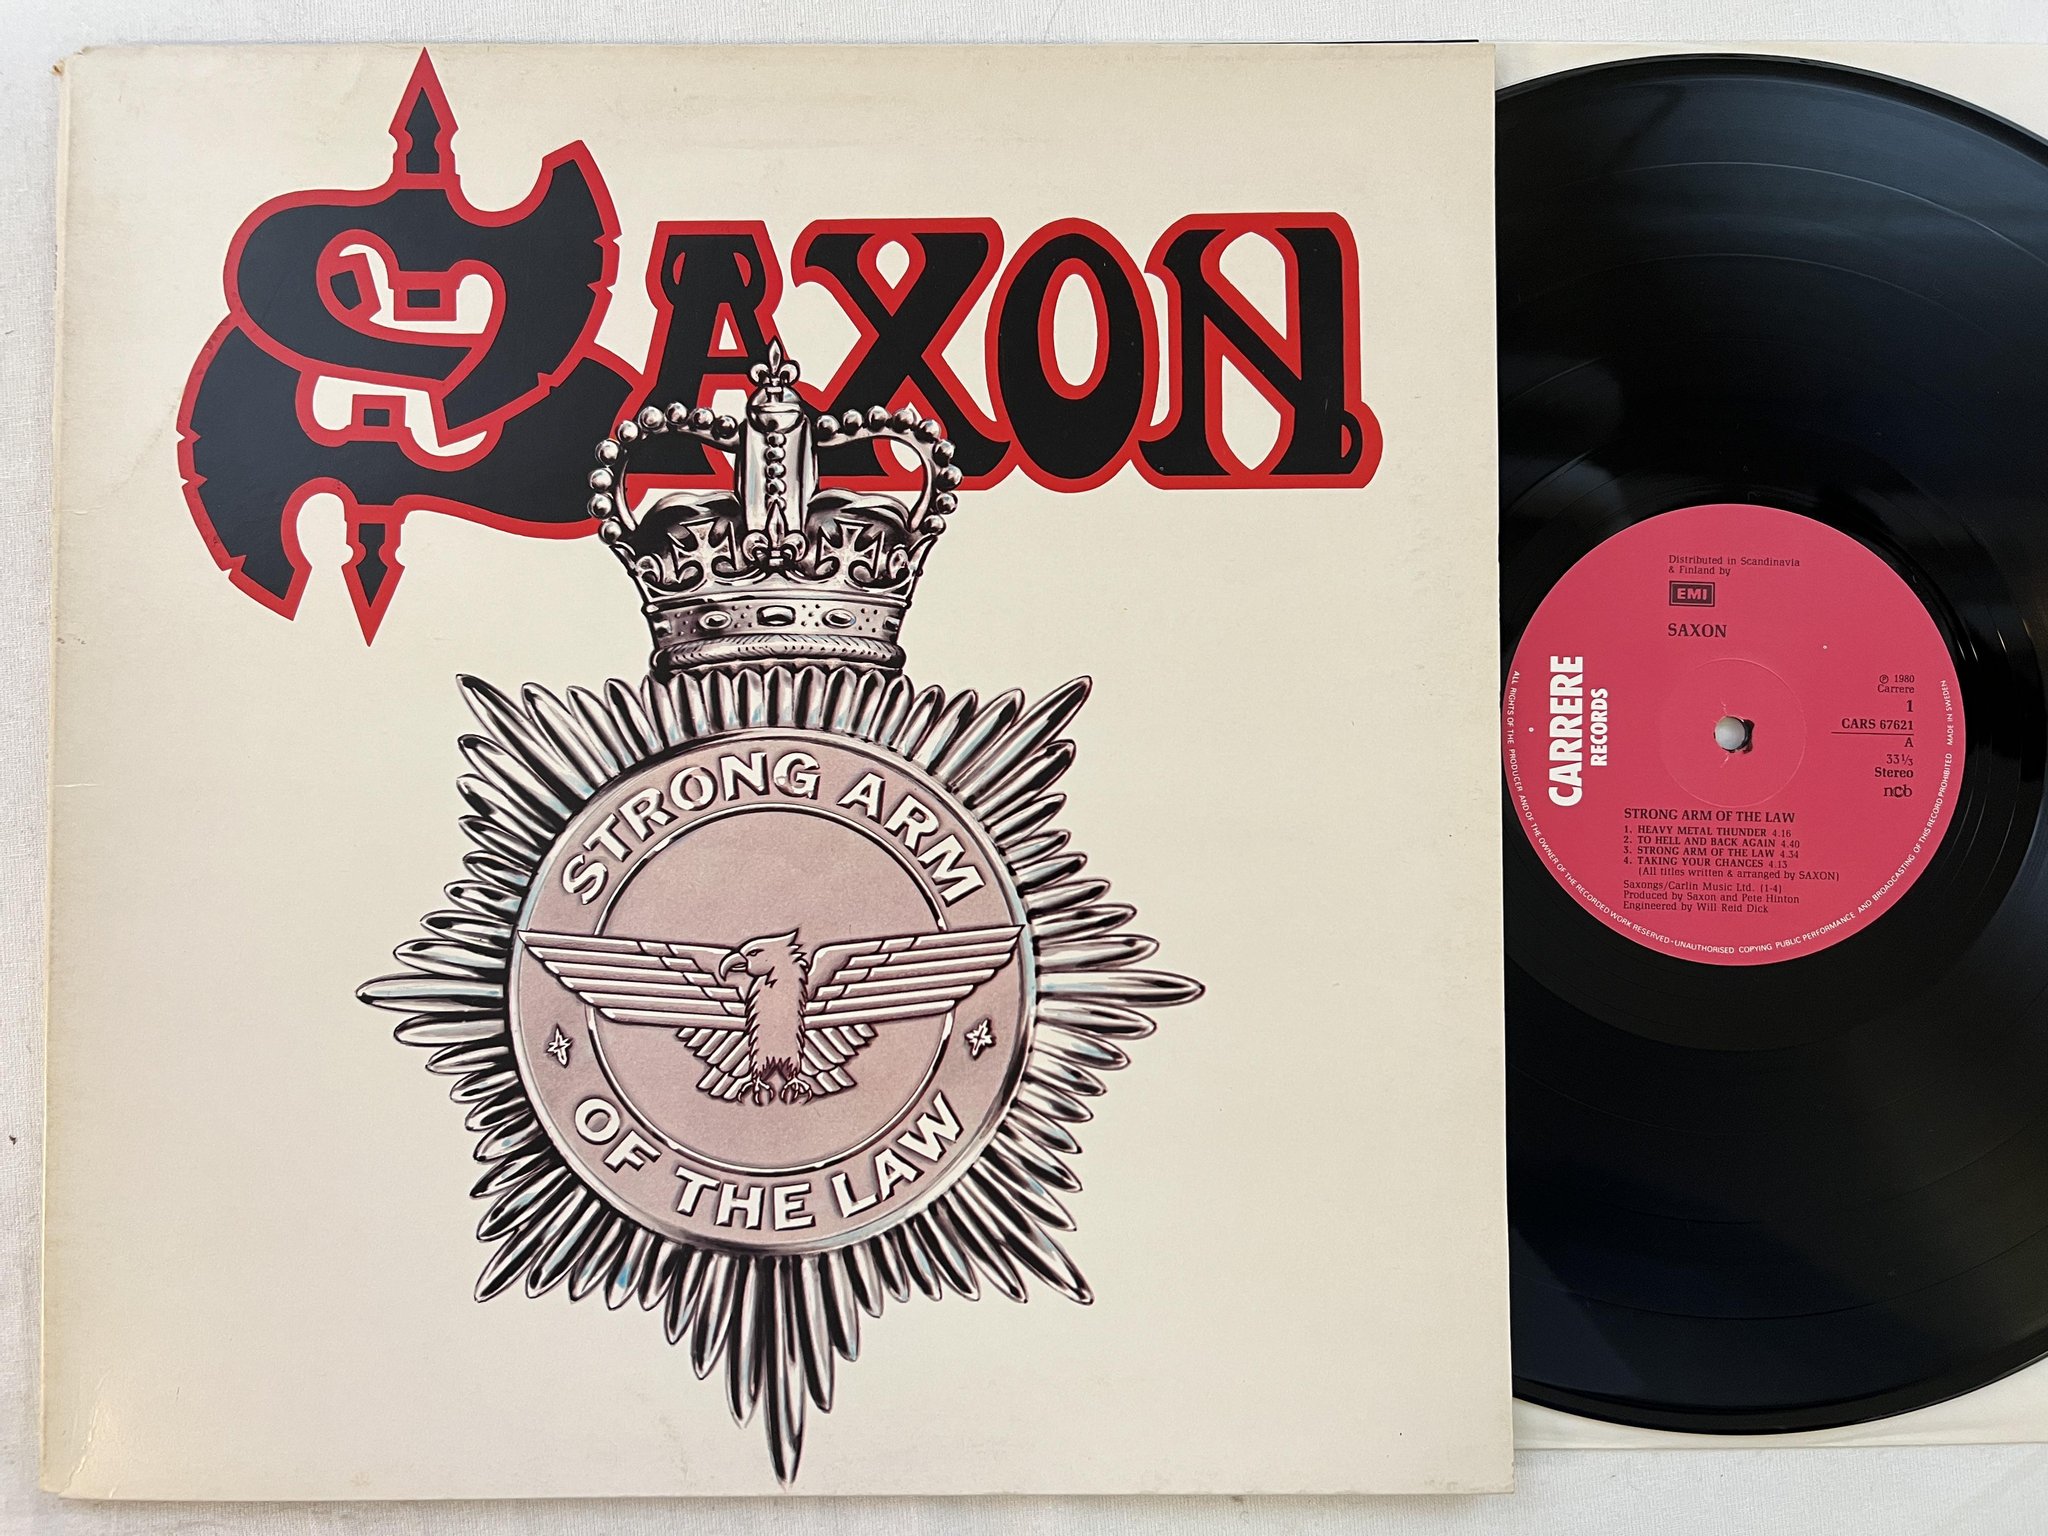 SAXON
STRONG ARM
OF THE LAW
Distributed in Scandinavia
& Finland by
EMI
SAXON
CARRERE
RECORDS
℗ 1980
Carrere
1
CARS 67621
A
33⅓
Stereo
ncb
STRONG ARM OF THE LAW
1. HEAVY METAL THUNDER 4.16
2. TO HELL AND BACK AGAIN 4.40
3. STRONG ARM OF THE LAW 4.34
4. TAKING YOUR CHANCES 4.13
(All titles written & arranged by SAXON)
Saxongs/Carlin Music Ltd. (1-4)
Produced by Saxon and Pete Hinton
Engineered by Will Reid Dick
ALL RIGHTS OF THE PRODUCER AND OF THE OWNER OF THE RECORDED WORK RESERVED-UNAUTHORISED COPYING PUBLIC PERFORMANCE AND BROADCASTING OF THIS RECORD PROHIBITED MADE IN SWEDEN